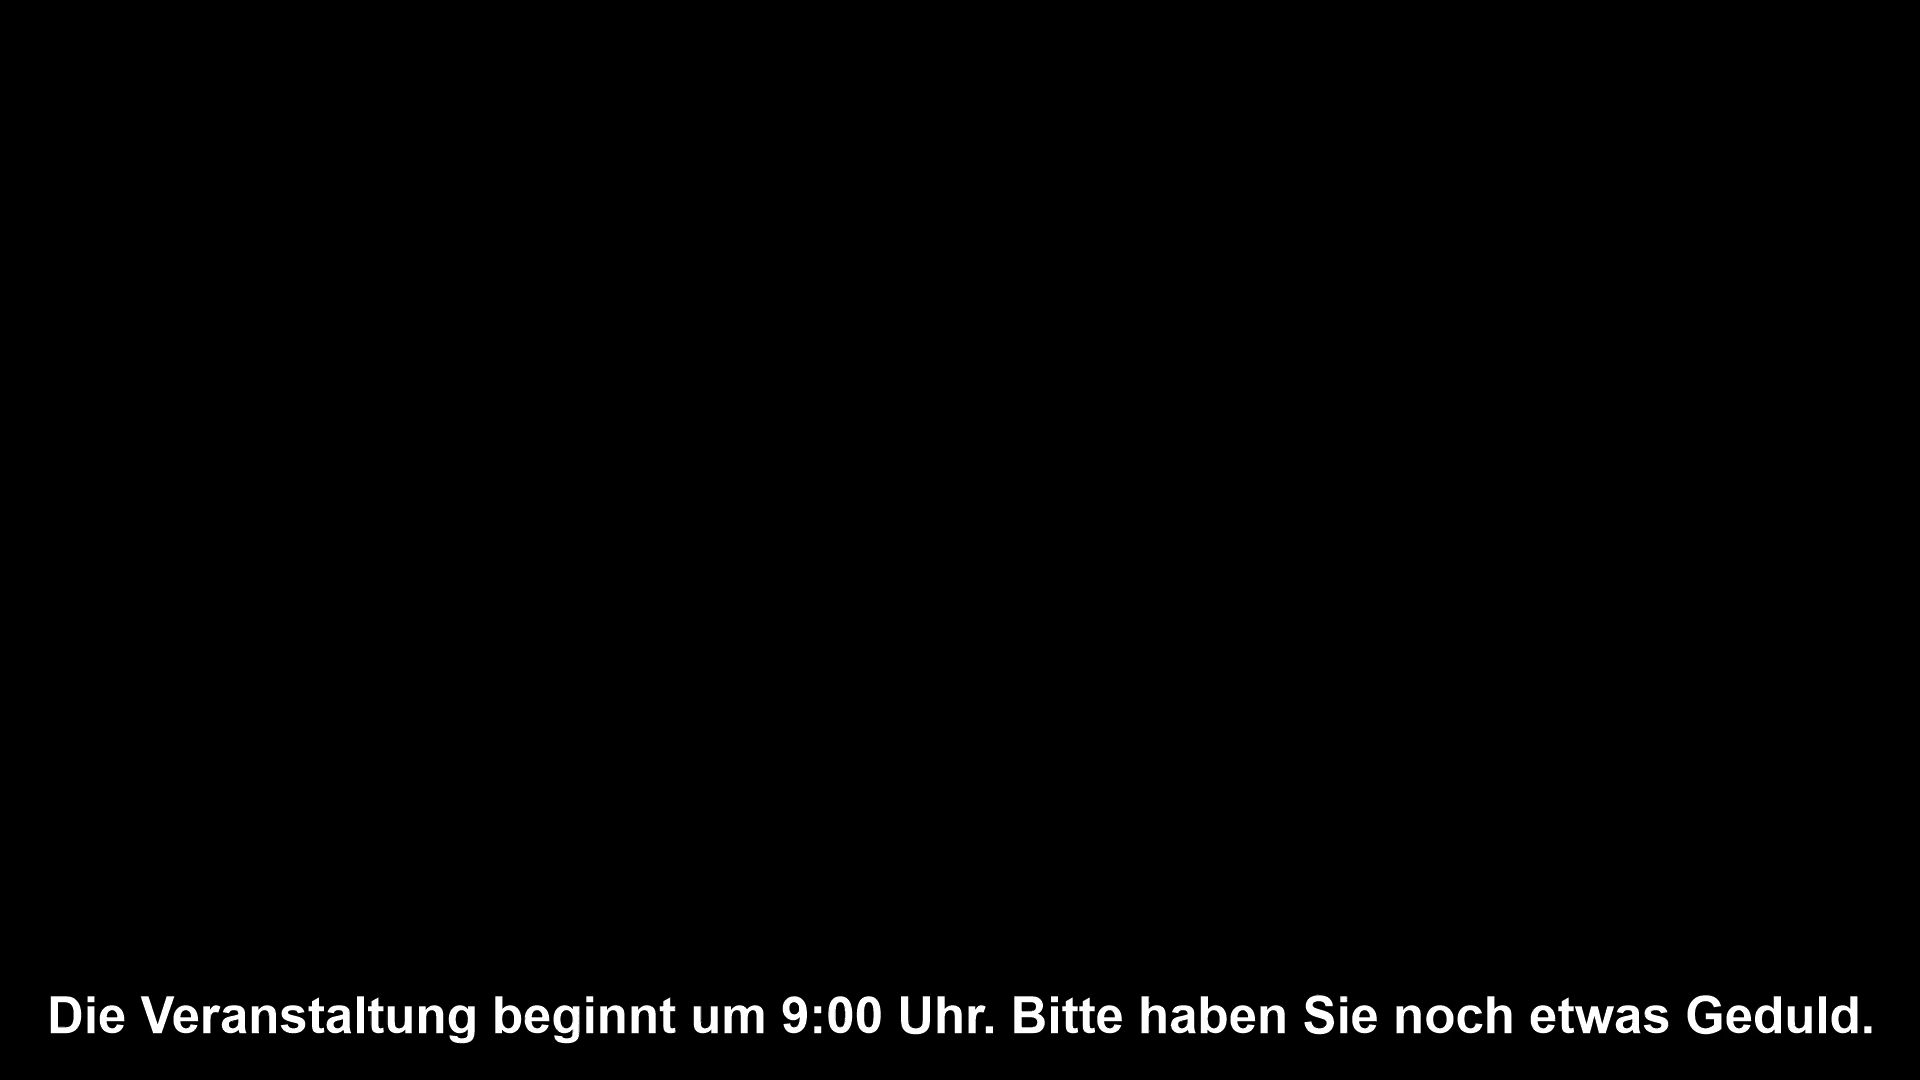 Die Veranstaltung beginnt um 9:00 Uhr. Bitte haben Sie noch etwas Geduld.